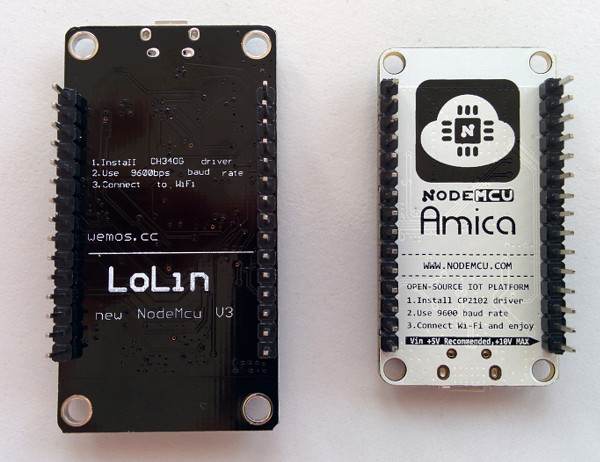 1.Install CH340G driver
2.Use 9600bps baud rate
3.Connect to WiFi
wemos.cc
LoLin
new NodeMcu V3
N
NODEMCU
Amica
WWW.NODEMCU.COM
OPEN-SOURCE IOT PLATFORM
1.Install CP2102 driver
2.Use 9600 baud rate
3.Connect Wi-Fi and enjoy
Vin +5V Recommended,+10V MAX